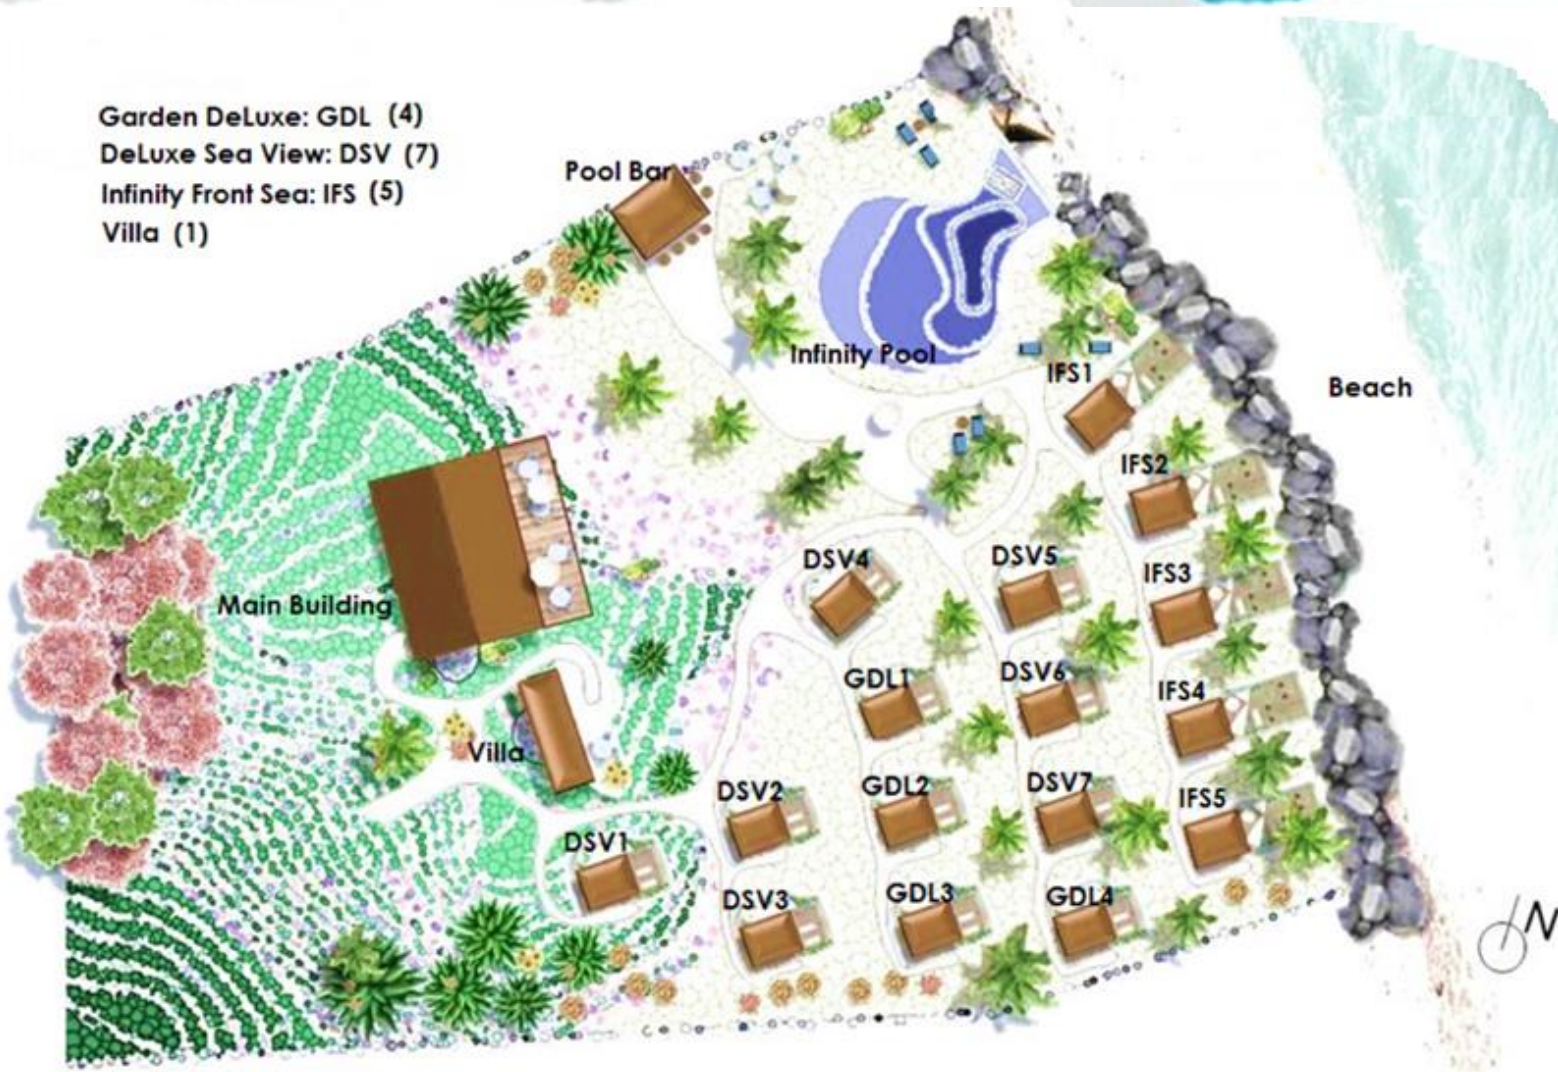 Garden DeLuxe: GDL (4)
DeLuxe Sea View: DSV (7)
Infinity Front Sea: IFS (5)
Villa (1)
Pool Bar
Infinity Pool
IFS1
Beach
IFS2
DSV4
DSV5
IFS3
Main Building
GDL1
DSV6
IFS4
Villa
DSV2
GDL2
DSV7
IFS5
DSV1
DSV3
GDL3
GDL4
N